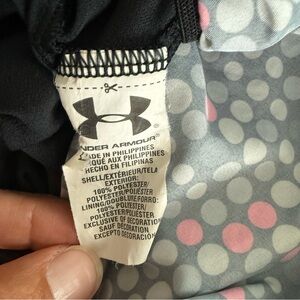 UNDER ARMOUR
MADE IN PHILIPPINES
FABRIQUÉ AUX PHILIPPINES
HECHO EN FILIPINAS
SHELL/EXTÉRIEUR/TELA
EXTERIOR:
100% POLYESTER/
POLYESTER/POLIÉSTER
LINING/DOUBLURE/FORRO:
100% POLYESTER/
POLYESTER/POLIÉSTER
EXCLUSIVE OF DECORATION
SAUF DÉCORATION
EXCEPTO DECORACIÓN